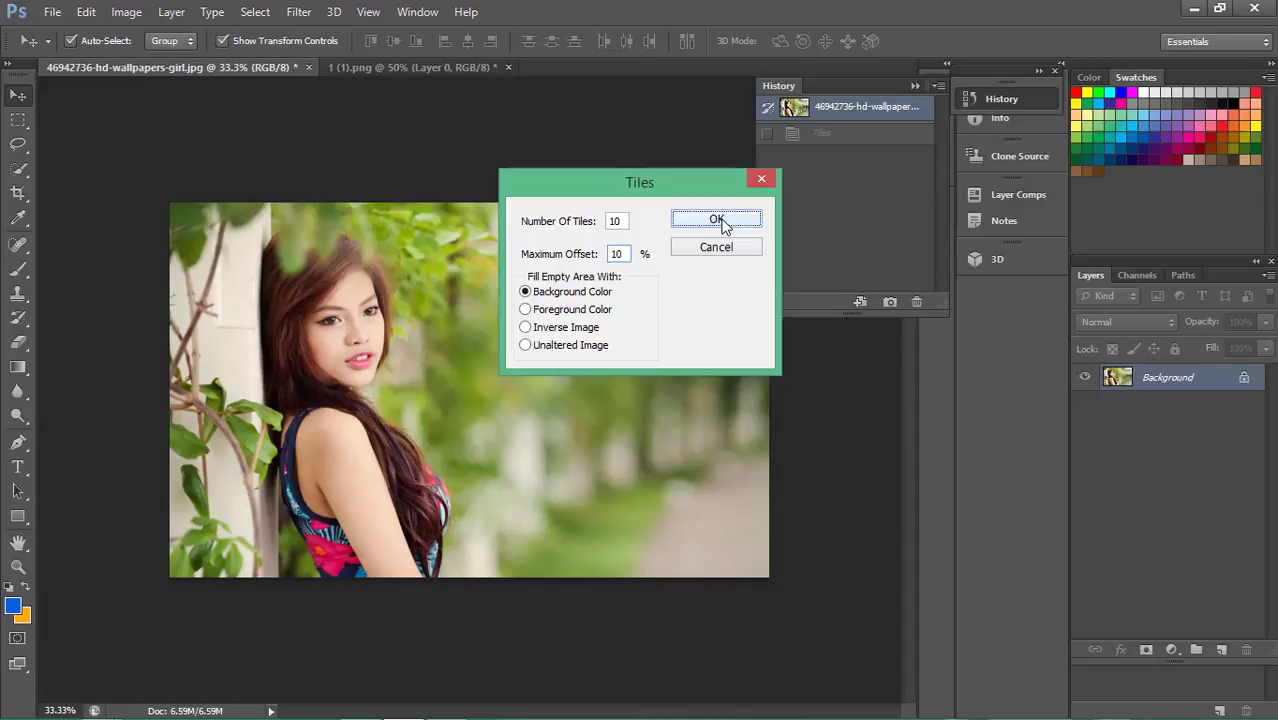 Ps File Edit Image Layer Type Select Filter 3D View Window Help
Auto-Select: Group Show Transform Controls 3D Mode: Essentials
46942736-hd-wallpapers-girl.jpg @ 33.3% (RGB/8) * × 1 (1).png @ 50% (Layer 0, RGB/8) * ×
History
46942736-hd-wallpaper...
Tiles
History
Info
Clone Source
Layer Comps
Notes
3D
Color Swatches
Tiles
Number Of Tiles: 10
OK
Maximum Offset: 10 %
Cancel
Fill Empty Area With:
Background Color
Foreground Color
Inverse Image
Unaltered Image
Layers Channels Paths
Kind
Normal Opacity: 100%
Lock: Fill: 100%
Background
33.33% Doc: 6.59M/6.59M